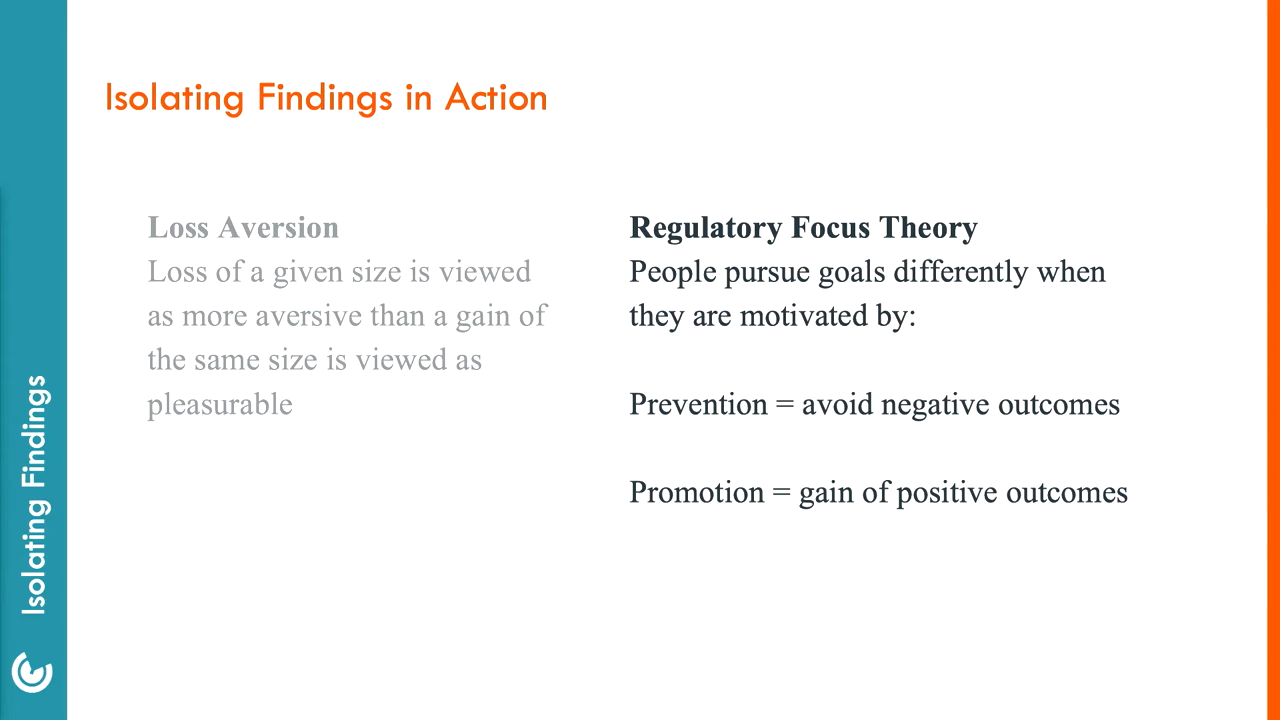 Isolating Findings in Action
Loss Aversion
Loss of a given size is viewed
as more aversive than a gain of
the same size is viewed as
pleasurable
Regulatory Focus Theory
People pursue goals differently when
they are motivated by:
Prevention = avoid negative outcomes
Promotion = gain of positive outcomes
Isolating Findings